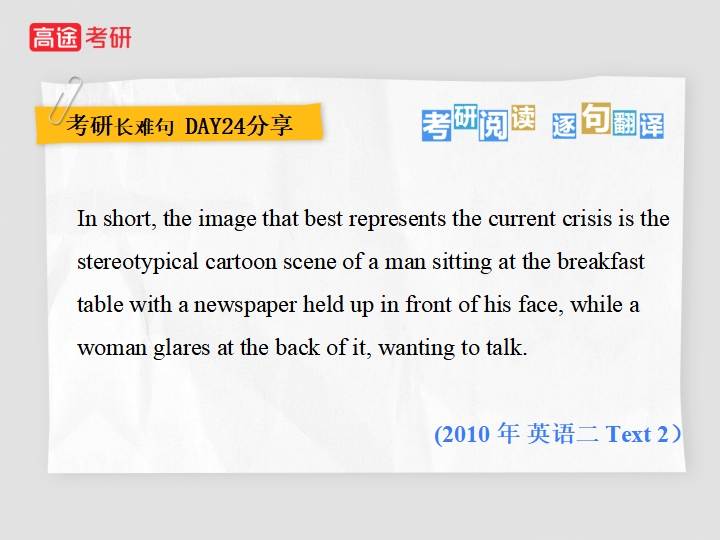 高途考研
考研长难句 DAY24分享
考研阅读 逐句翻译
In short, the image that best represents the current crisis is the
stereotypical cartoon scene of a man sitting at the breakfast
table with a newspaper held up in front of his face, while a
woman glares at the back of it, wanting to talk.
(2010 年 英语二 Text 2）